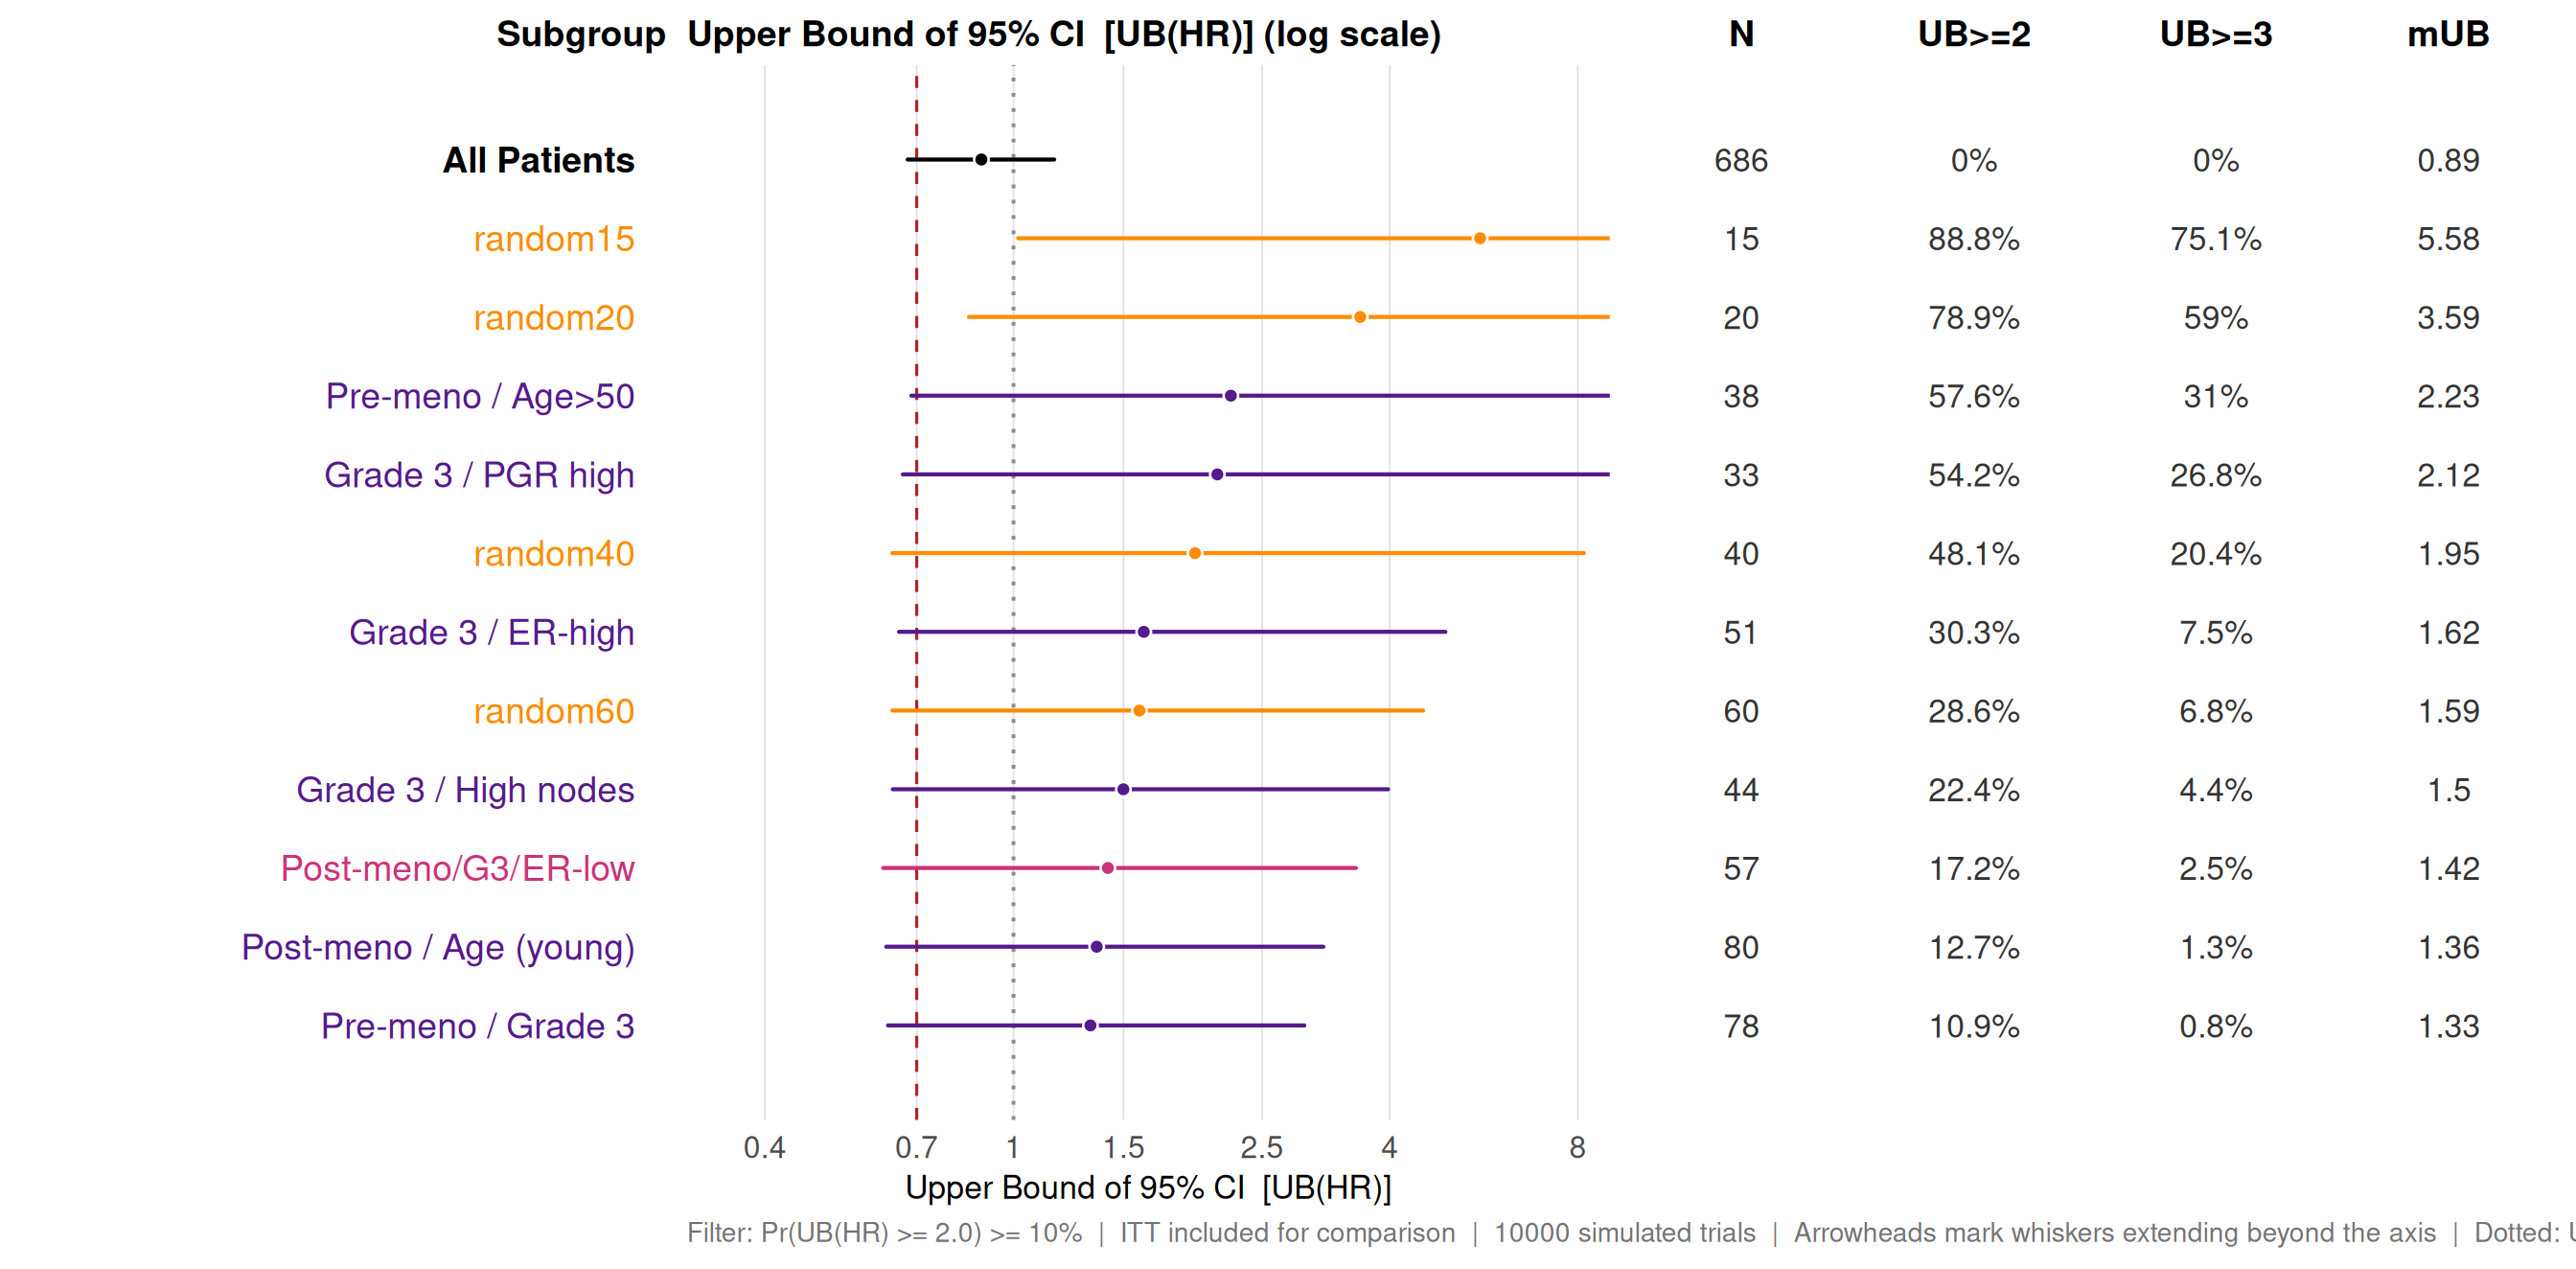 Subgroup Upper Bound of 95% CI [UB(HR)] (log scale) N UB>=2 UB>=3 mUB
All Patients 686 0% 0% 0.89
random15 15 88.8% 75.1% 5.58
random20 20 78.9% 59% 3.59
Pre-meno / Age>50 38 57.6% 31% 2.23
Grade 3 / PGR high 33 54.2% 26.8% 2.12
random40 40 48.1% 20.4% 1.95
Grade 3 / ER-high 51 30.3% 7.5% 1.62
random60 60 28.6% 6.8% 1.59
Grade 3 / High nodes 44 22.4% 4.4% 1.5
Post-meno/G3/ER-low 57 17.2% 2.5% 1.42
Post-meno / Age (young) 80 12.7% 1.3% 1.36
Pre-meno / Grade 3 78 10.9% 0.8% 1.33
0.4 0.7 1 1.5 2.5 4 8
Upper Bound of 95% CI [UB(HR)]
Filter: Pr(UB(HR) >= 2.0) >= 10% | ITT included for comparison | 10000 simulated trials | Arrowheads mark whiskers extending beyond the axis | Dotted: